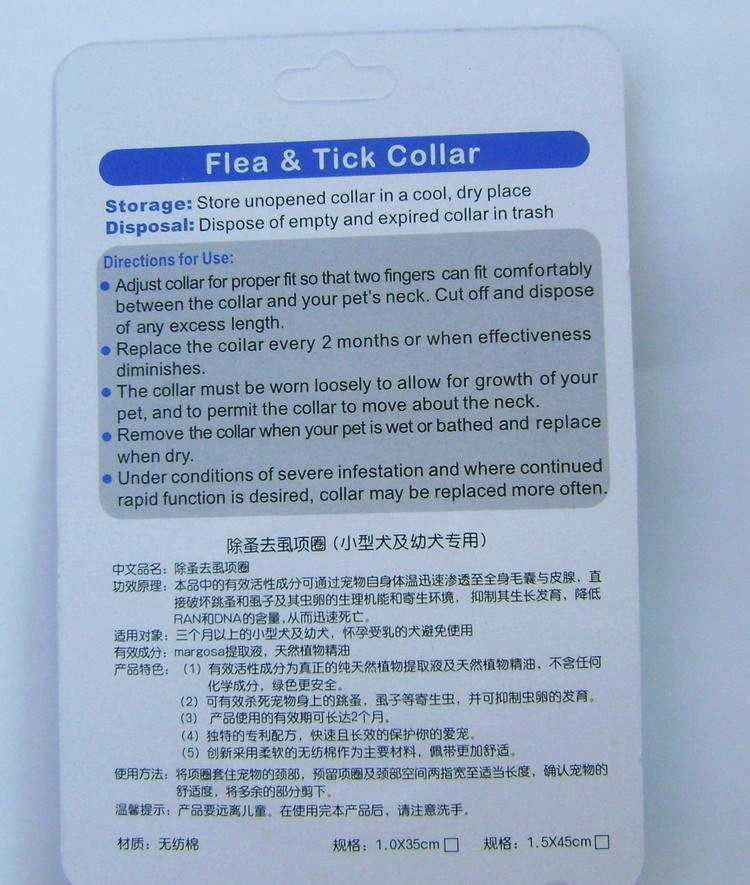 Flea & Tick Collar
Storage: Store unopened collar in a cool, dry place
Disposal: Dispose of empty and expired collar in trash
Directions for Use:
● Adjust collar for proper fit so that two fingers can fit comfortably
between the collar and your pet's neck. Cut off and dispose
of any excess length.
● Replace the coilar every 2 months or when effectiveness
diminishes.
● The collar must be worn loosely to allow for growth of your
pet, and to permit the collar to move about the neck.
● Remove the collar when your pet is wet or bathed and replace
when dry.
● Under conditions of severe infestation and where continued
rapid function is desired, collar may be replaced more often.
除蚤去虱项圈（小型犬及幼犬专用）
中文品名：除蚤去虱项圈
功效原理：本品中的有效活性成分可通过宠物自身体温迅速渗透至全身毛囊与皮腺，直
接破坏跳蚤和虱子及其虫卵的生理机能和寄生环境，抑制其生长发育，降低
RAN和DNA的含量,从而迅速死亡。
适用对象：三个月以上的小型犬及幼犬，怀孕受乳的犬避免使用
有效成分：margosa提取液，天然植物精油
产品特色：（1）有效活性成分为真正的纯天然植物提取液及天然植物精油，不含任何
化学成分，绿色更安全。
（2）可有效杀死宠物身上的跳蚤，虱子等寄生虫，并可抑制虫卵的发育。
（3） 产品使用的有效期可长达2个月。
（4）独特的专利配方，快速且长效的保护你的爱宠。
（5）创新采用柔软的无纺棉作为主要材料，佩带更加舒适。
使用方法：将项圈套住宠物的颈部，预留项圈及颈部空间两指宽至适当长度，确认宠物的
舒适度，将多余的部分剪下。
温馨提示：产品要远离儿童。在使用完本产品后，请注意洗手。
材质：无纺棉 规格：1.0X35cm□ 规格：1.5X45cm□